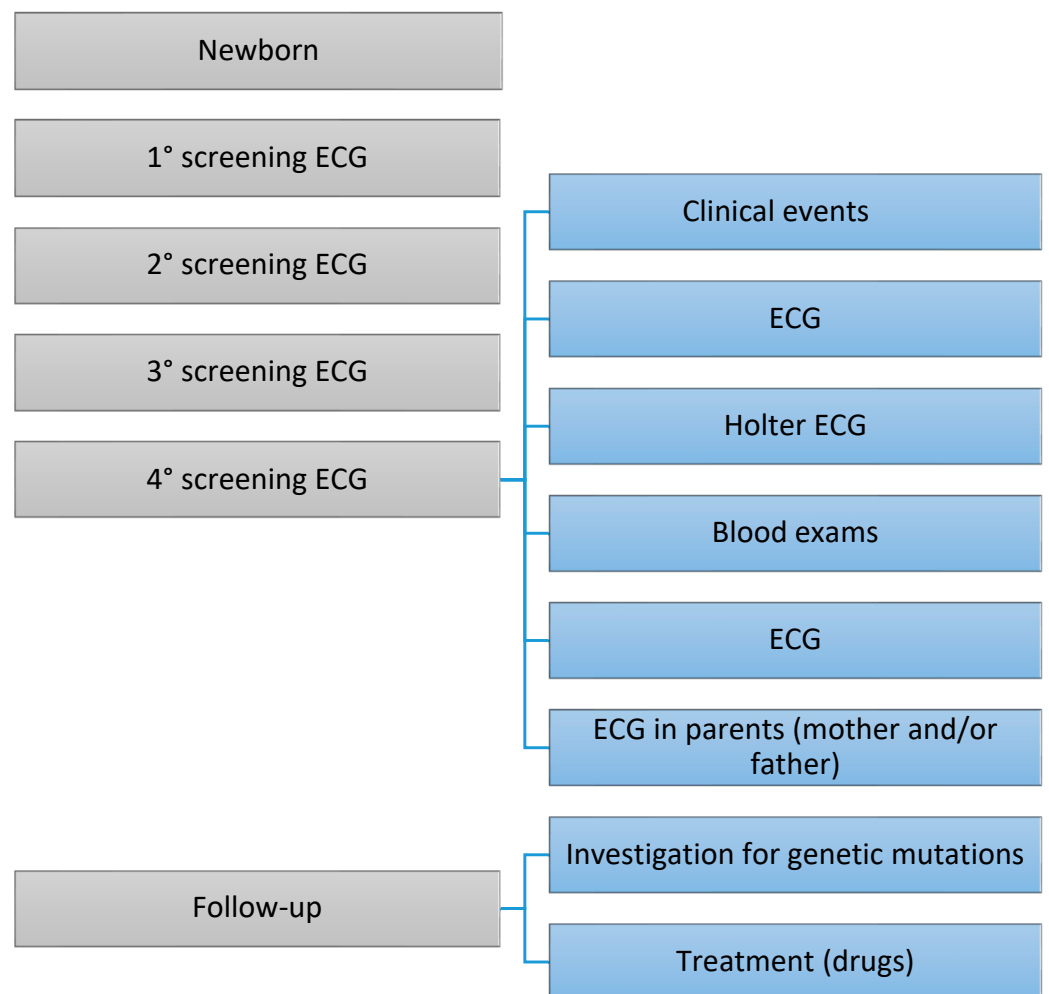 Newborn
1° screening ECG
2° screening ECG
3° screening ECG
4° screening ECG
Clinical events
ECG
Holter ECG
Blood exams
ECG
ECG in parents (mother and/or
father)
Follow-up
Investigation for genetic mutations
Treatment (drugs)